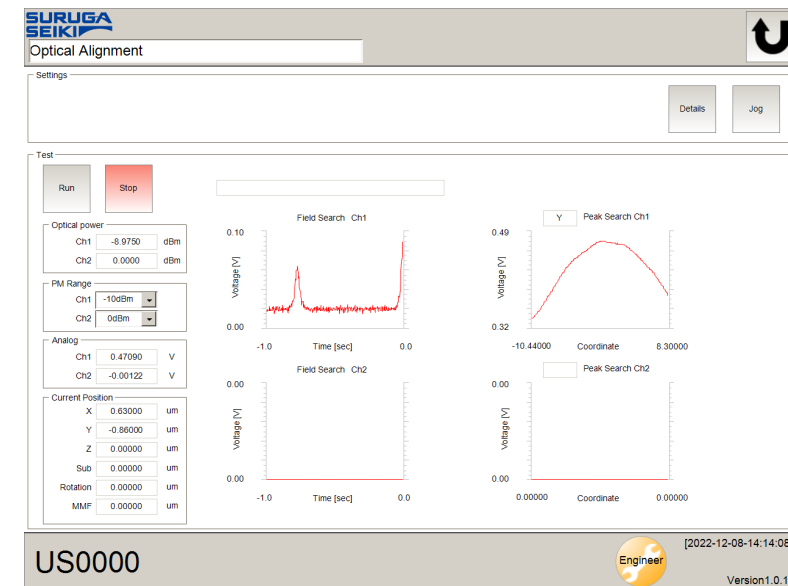 SURUGA
SEIKI
Optical Alignment
Settings
Details
Jog
Test
Run
Stop
Optical power
Ch1 -8.9750 dBm
Ch2 0.0000 dBm
PM Range
Ch1 -10dBm
Ch2 0dBm
Analog
Ch1 0.47090 V
Ch2 -0.00122 V
Current Position
X 0.63000 um
Y -0.86000 um
Z 0.00000 um
Sub 0.00000 um
Rotation 0.00000 um
MMF 0.00000 um
Field Search Ch1
0.10
Voltage [V]
0.00
-1.0 Time [sec] 0.0
Y Peak Search Ch1
0.49
Voltage [V]
0.32
-10.44000 Coordinate 8.30000
Field Search Ch2
0.00
Voltage [V]
0.00
-1.0 Time [sec] 0.0
Peak Search Ch2
0.00
Voltage [V]
0.00
0.00000 Coordinate 0.00000
US0000
Engineer
[2022-12-08-14:14:08
Version1.0.1